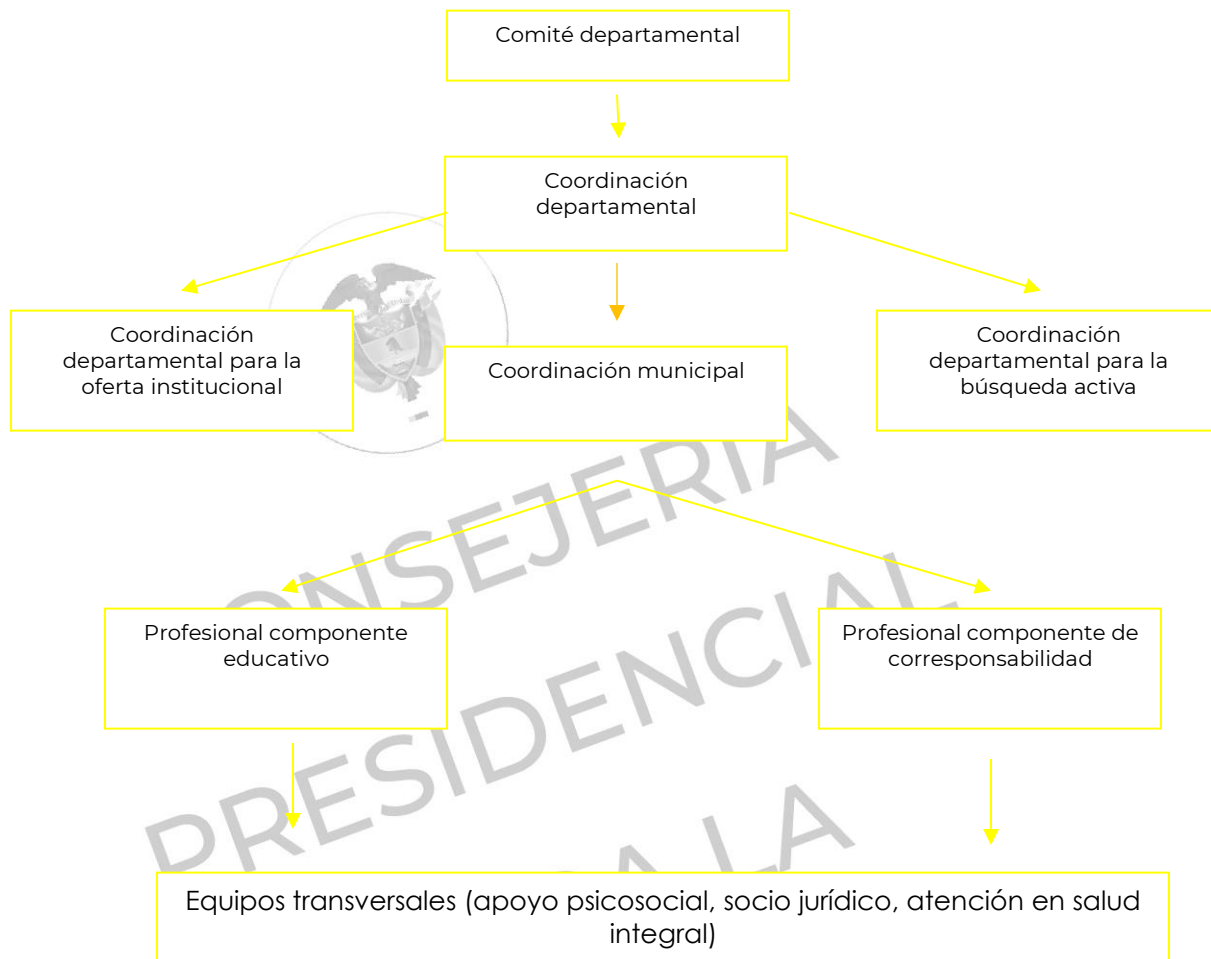 Comité departamental
Coordinación
departamental
Coordinación
departamental para la
oferta institucional
Coordinación municipal
Coordinación
departamental para la
búsqueda activa
CONSEJERIA
PRESIDENCIAL
LA
Profesional componente
educativo
Profesional componente de
corresponsabilidad
Equipos transversales (apoyo psicosocial, socio jurídico, atención en salud
integral)